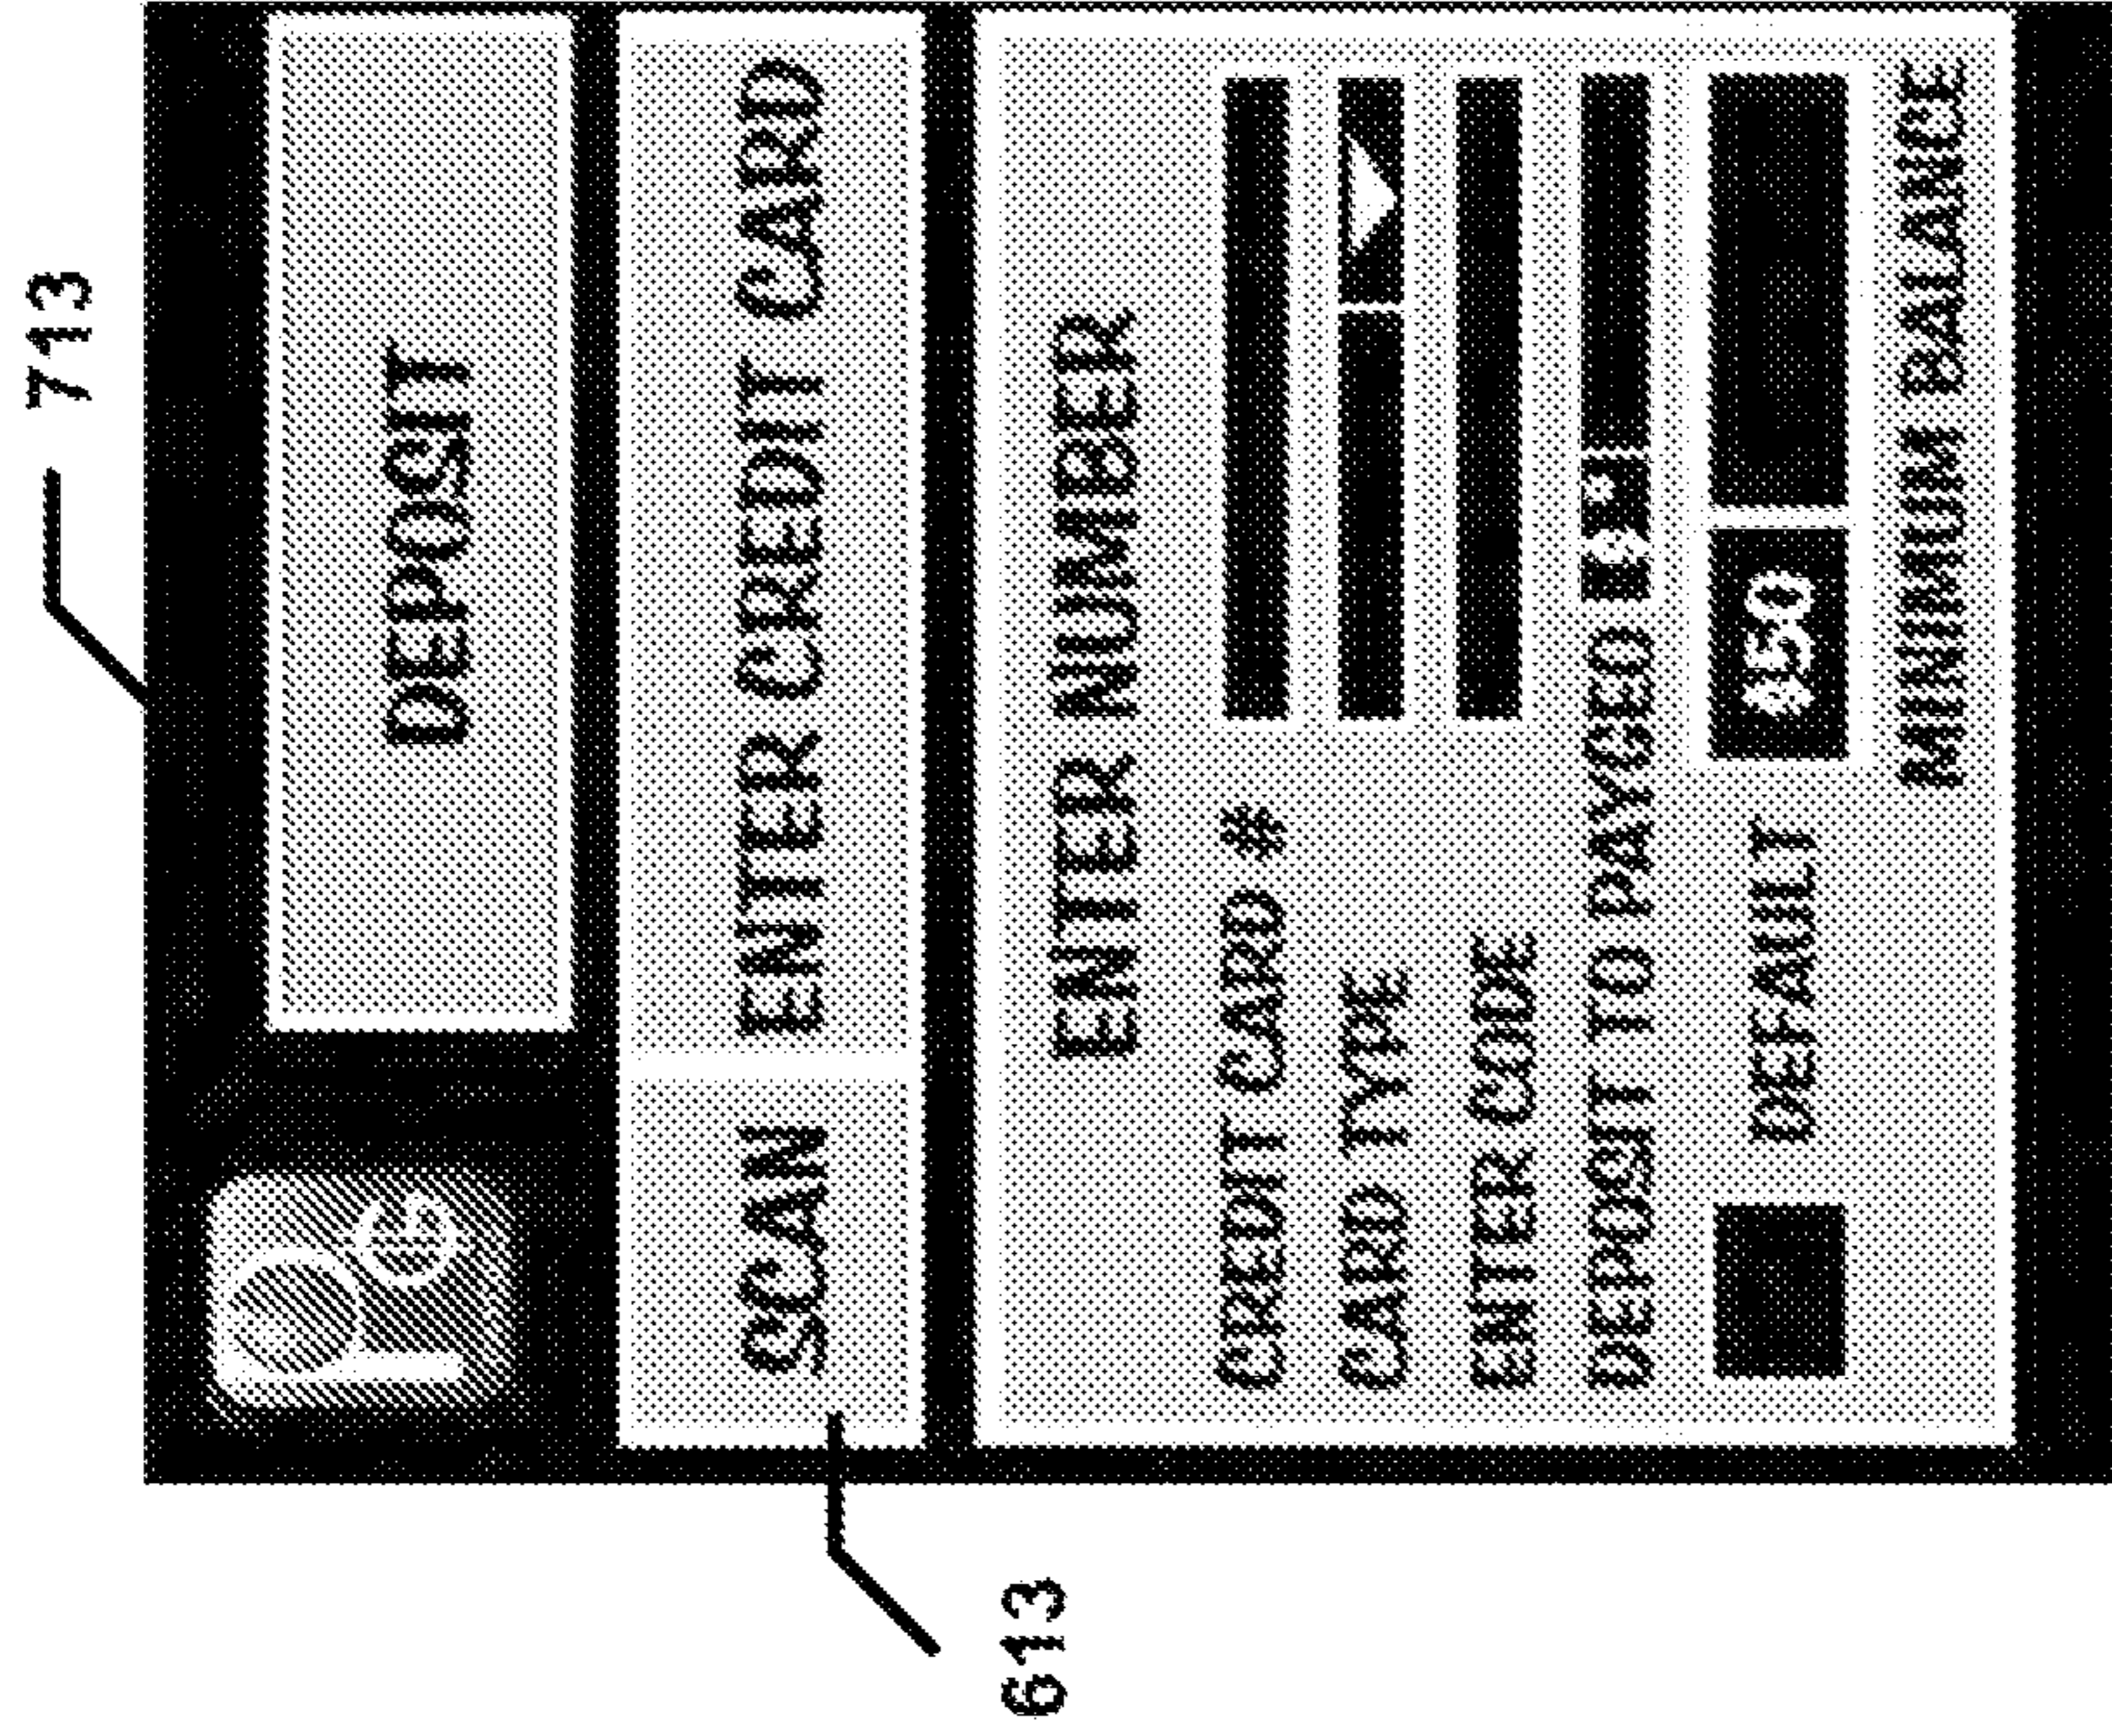 713
DEPOSIT
SCAN ENTER CREDIT CARD
613
ENTER NUMBER
CREDIT CARD #
CARD TYPE
ENTER CODE
DEPOSIT TO PAYGEO
DEFAULT $50
MINIMUM BALANCE